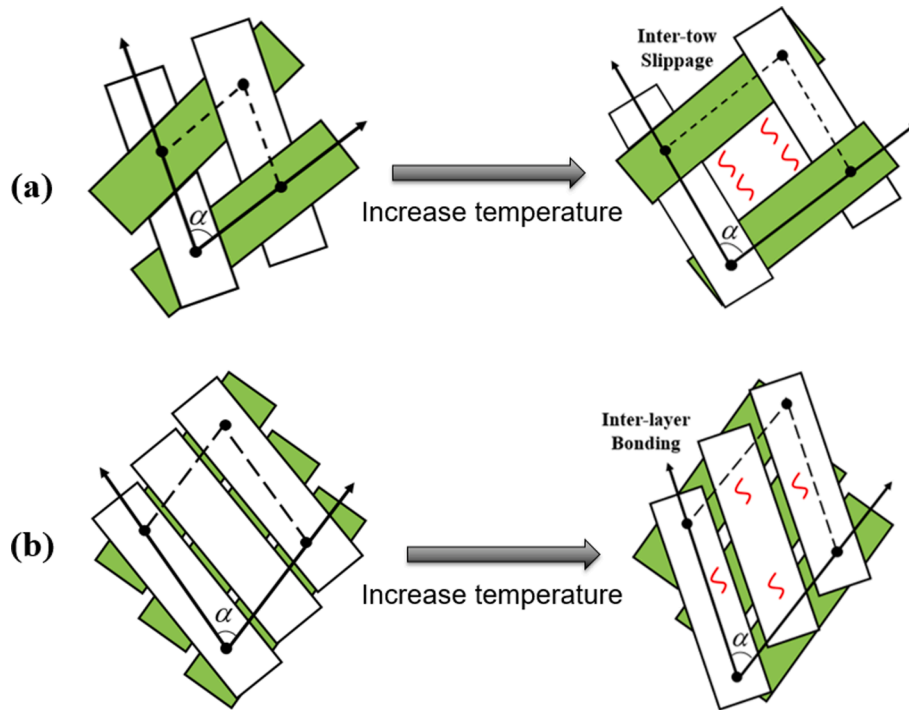 Inter-tow
Slippage
(a)
α
Increase temperature
α
Inter-layer
Bonding
(b)
α
Increase temperature
α